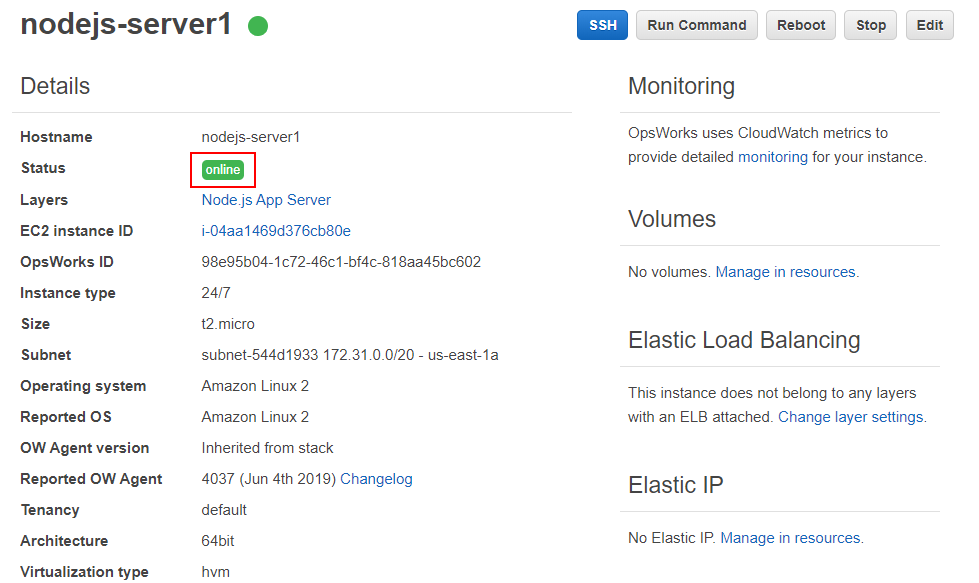 nodejs-server1
SSH Run Command Reboot Stop Edit
Details
Hostname nodejs-server1
Status online
Layers Node.js App Server
EC2 instance ID i-04aa1469d376cb80e
OpsWorks ID 98e95b04-1c72-46c1-bf4c-818aa45bc602
Instance type 24/7
Size t2.micro
Subnet subnet-544d1933 172.31.0.0/20 - us-east-1a
Operating system Amazon Linux 2
Reported OS Amazon Linux 2
OW Agent version Inherited from stack
Reported OW Agent 4037 (Jun 4th 2019) Changelog
Tenancy default
Architecture 64bit
Virtualization type hvm
Monitoring
OpsWorks uses CloudWatch metrics to
provide detailed monitoring for your instance.
Volumes
No volumes. Manage in resources.
Elastic Load Balancing
This instance does not belong to any layers
with an ELB attached. Change layer settings.
Elastic IP
No Elastic IP. Manage in resources.